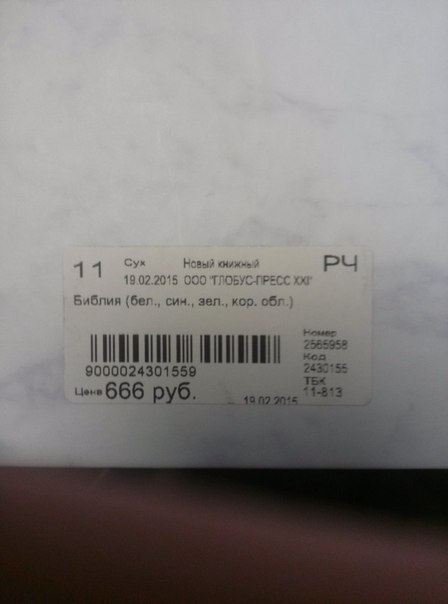 11 Сук Новый книжный РЧ
19.02.2015 ООО "ГЛОБУС-ПРЕСС XXI"
Библия (бел., син., зел., кор. обл.)
9000024301559
Цена 666 руб.
19.02.2015
Номер
2565958
Код
2430155
ТБК
11-813